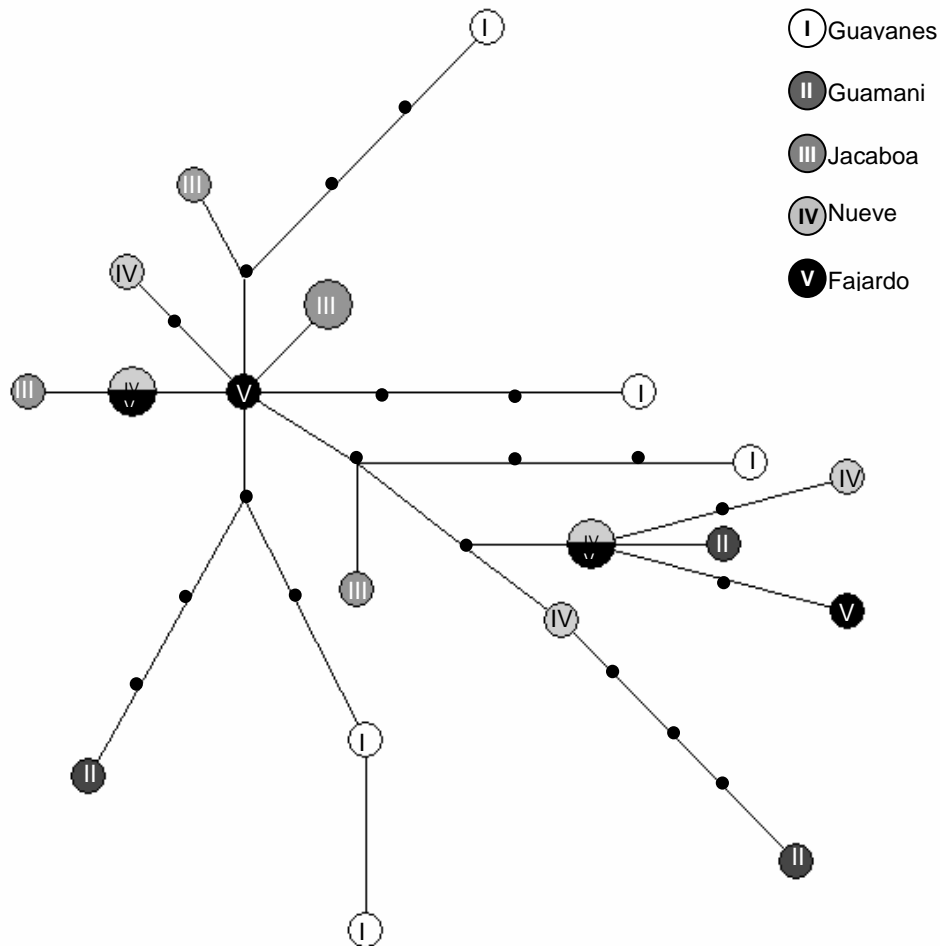 I
I Guavanes
II Guamani
III Jacaboa
III
IV Nueve
IV
V Fajardo
III
III
IV
V
V
I
I
IV
IV
V
II
III
IV
V
I
II
II
I